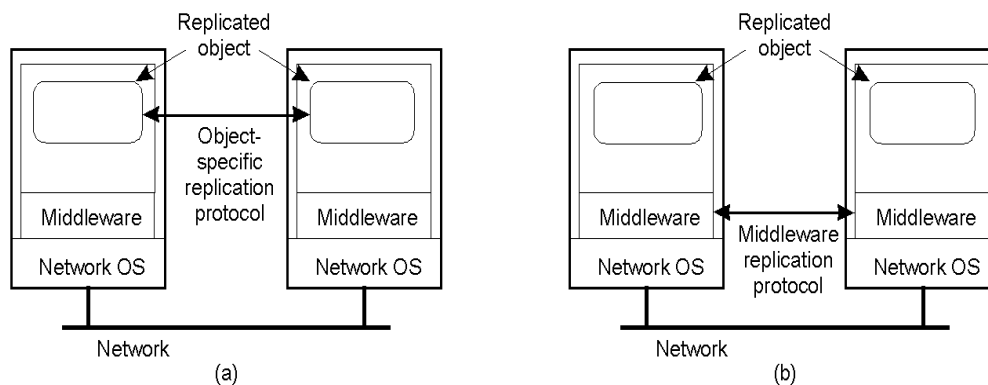 Replicated
object
Object-
specific
replication
protocol
Middleware
Middleware
Network OS
Network OS
Network
(a)
Replicated
object
Middleware
Middleware
Middleware
replication
protocol
Network OS
Network OS
Network
(b)